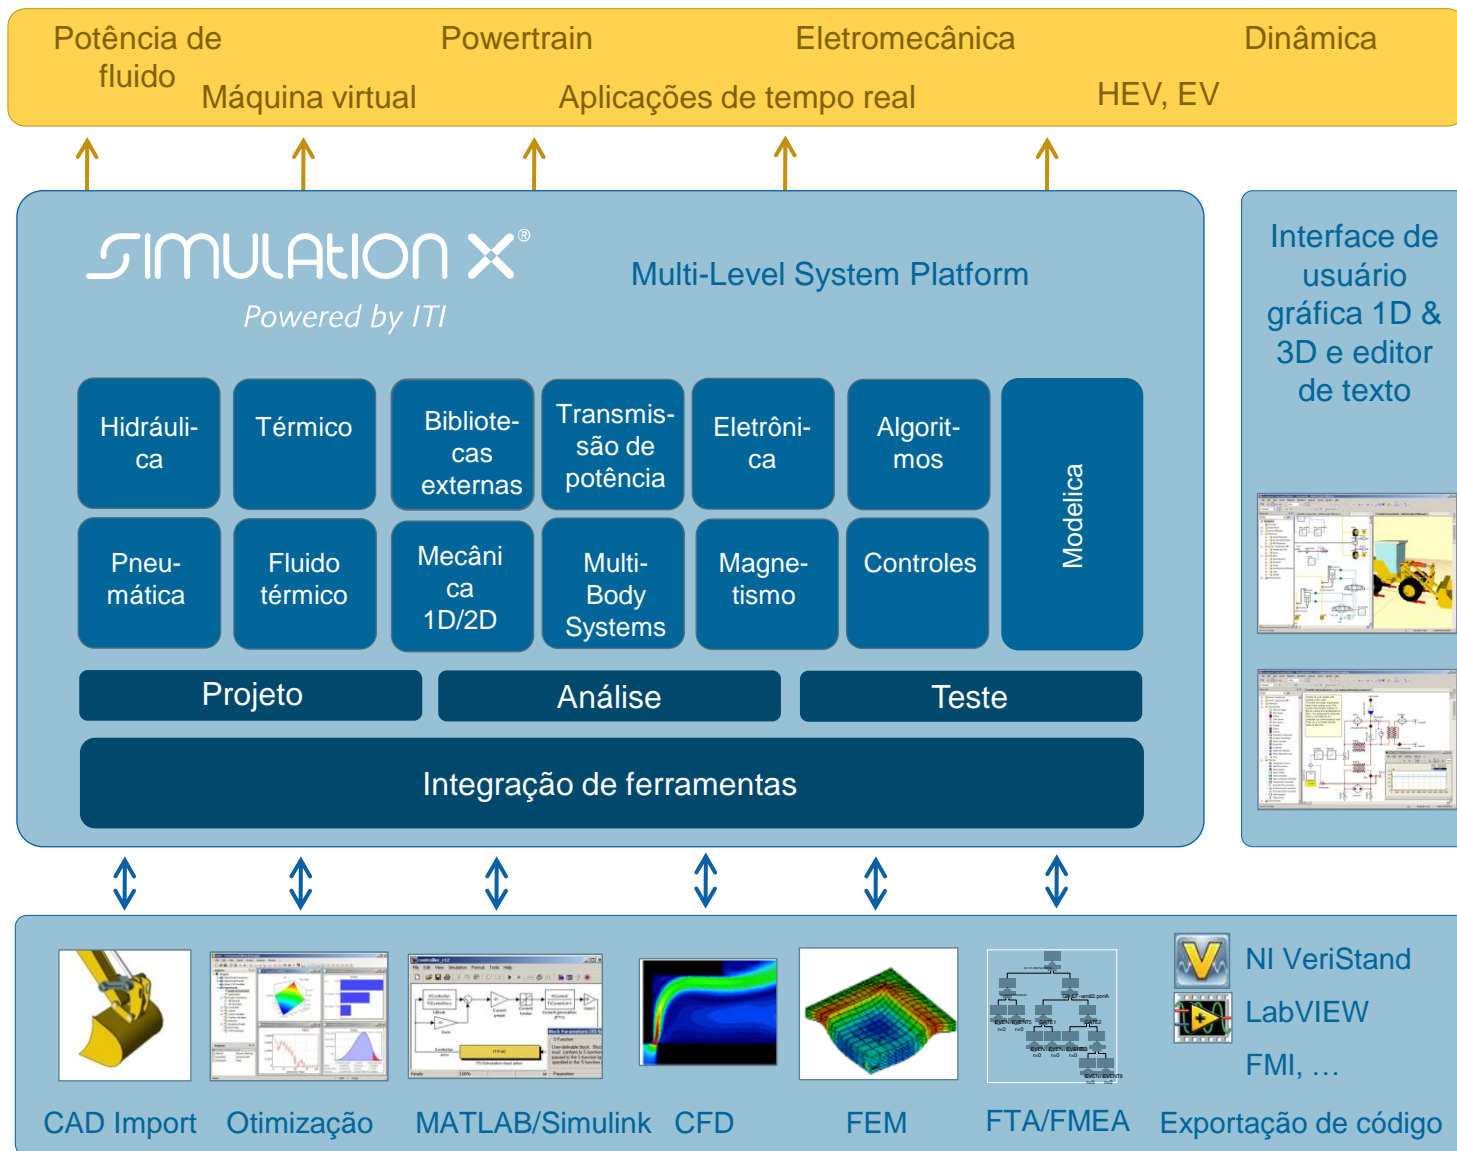 Potência de
fluido
Powertrain
Eletromecânica
Dinâmica
Máquina virtual
Aplicações de tempo real
HEV, EV
SIMULATION X®
Powered by ITI
Multi-Level System Platform
Interface de
usuário
gráfica 1D &
3D e editor
de texto
Hidráuli-
ca
Térmico
Bibliote-
cas
externas
Transmis-
são de
potência
Eletrôni-
ca
Algorit-
mos
Modelica
Pneu-
mática
Fluido
térmico
Mecâni
ca
1D/2D
Multi-
Body
Systems
Magne-
tismo
Controles
Projeto
Análise
Teste
Integração de ferramentas
NI VeriStand
LabVIEW
FMI, ...
CAD Import
Otimização
MATLAB/Simulink
CFD
FEM
FTA/FMEA
Exportação de código